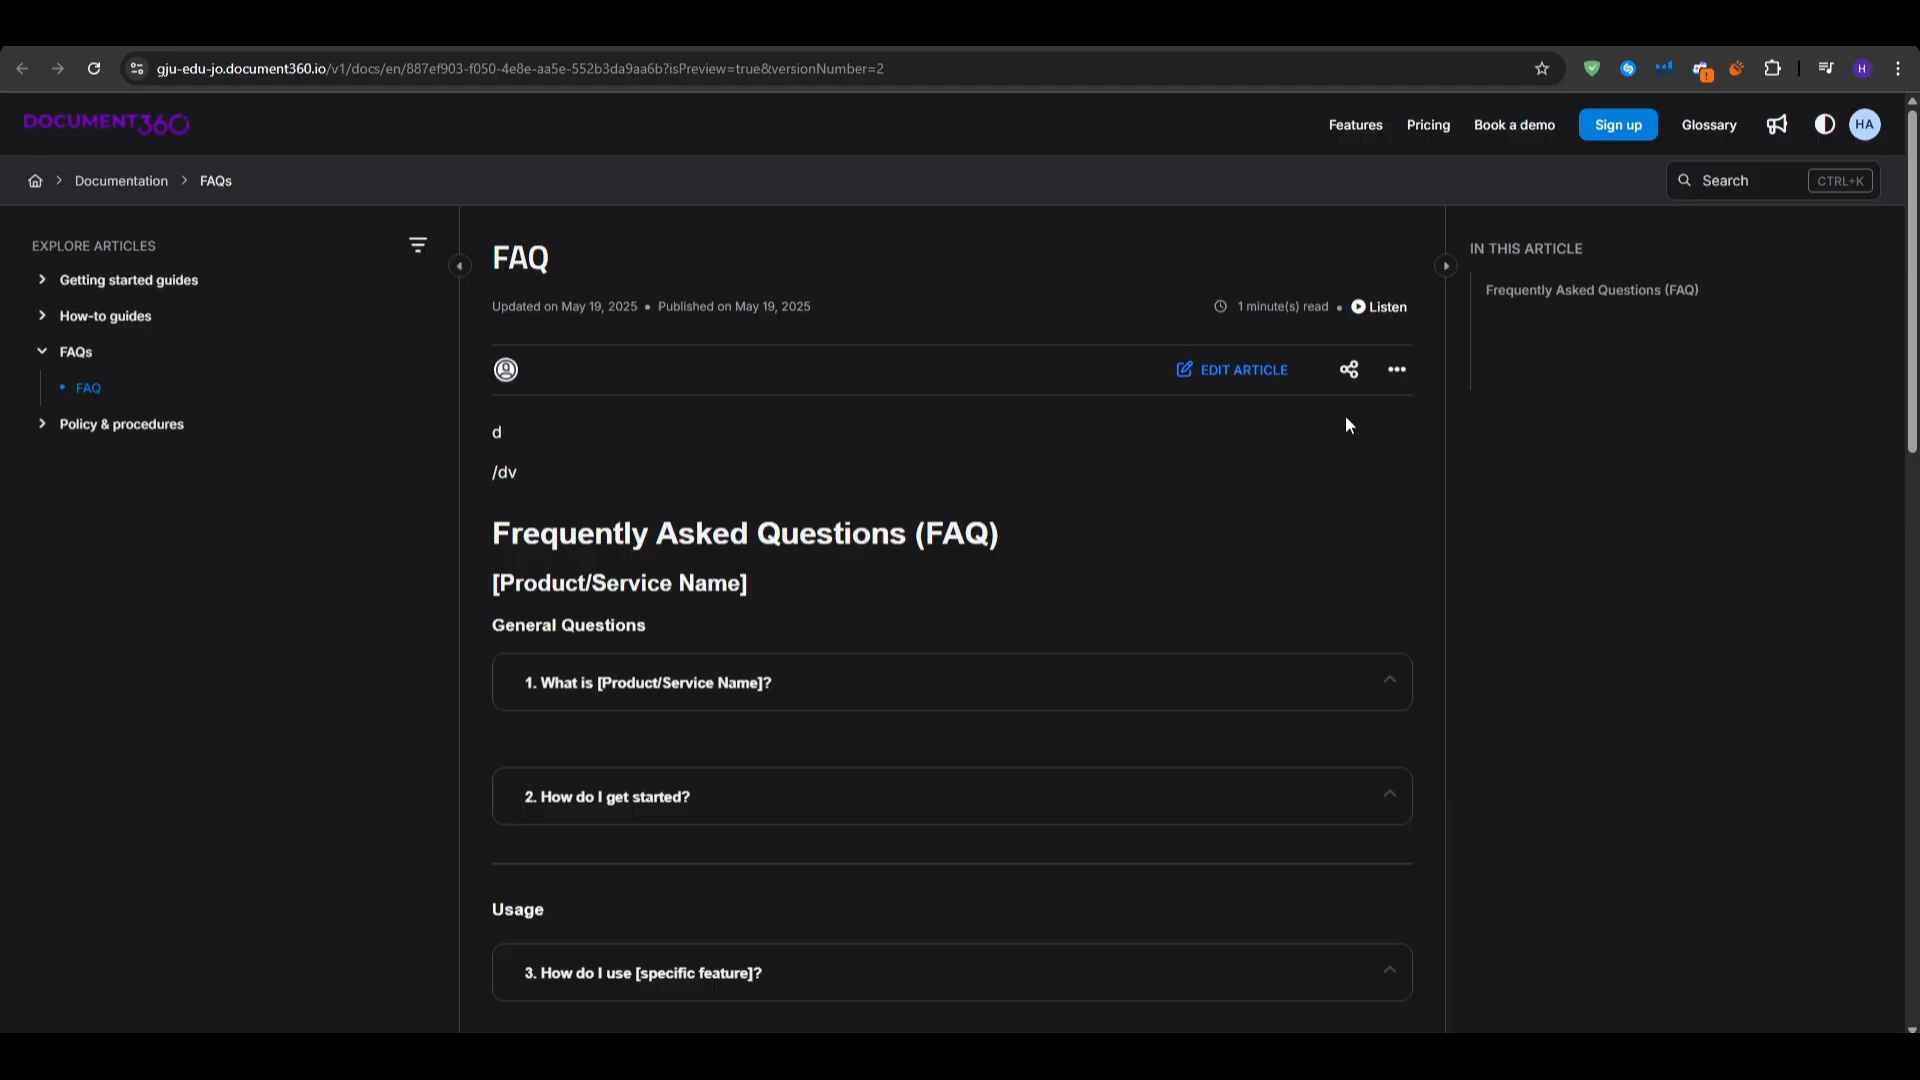 gju-edu-jo.document360.io/v1/docs/en/887ef903-f050-4e8e-aa5e-552b3da9aa6b?isPreview=true&versionNumber=2
H
DOCUMENT360
Features
Pricing
Book a demo
Sign up
Glossary
HA
Documentation
FAQs
Search
CTRL+K
EXPLORE ARTICLES
Getting started guides
How-to guides
FAQs
FAQ
Policy & procedures
FAQ
Updated on May 19, 2025 • Published on May 19, 2025
1 minute(s) read • Listen
EDIT ARTICLE
d
/dv
Frequently Asked Questions (FAQ)
[Product/Service Name]
General Questions
1. What is [Product/Service Name]?
2. How do I get started?
Usage
3. How do I use [specific feature]?
IN THIS ARTICLE
Frequently Asked Questions (FAQ)